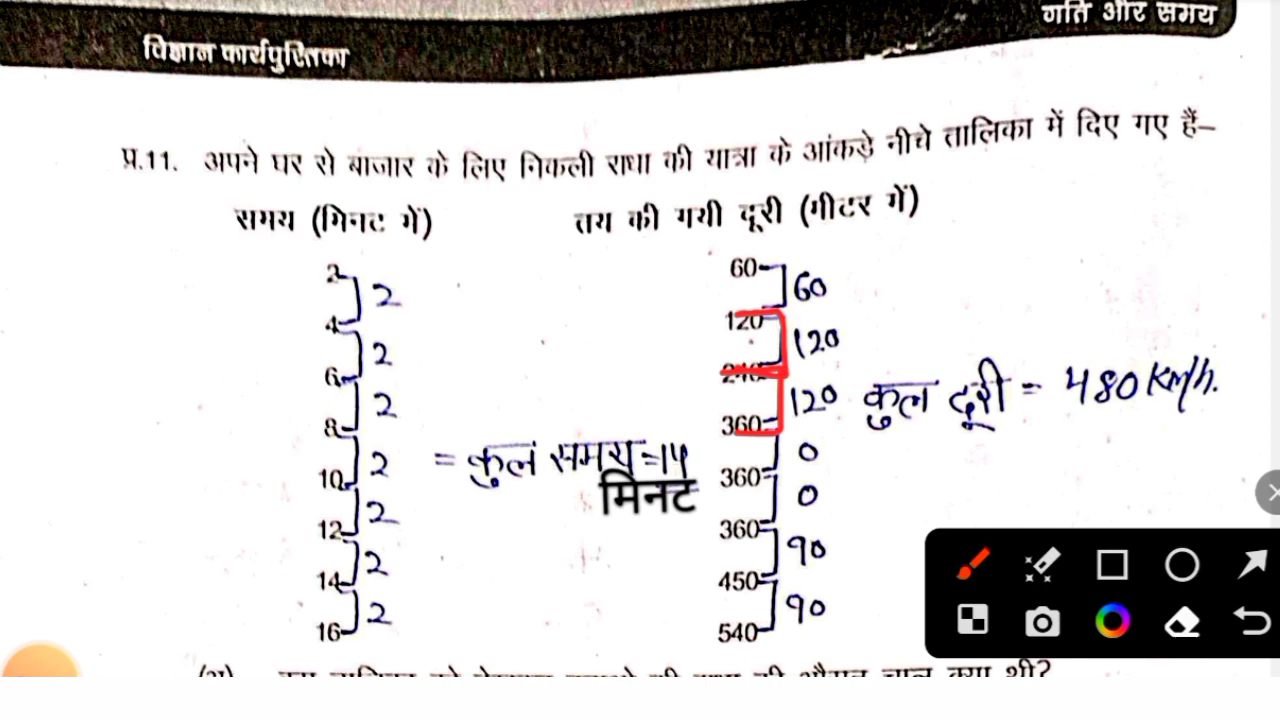 गति और समय
विज्ञान कार्यपुस्तिका
प्र.11. अपने घर से बाजार के लिए निकली राधा की यात्रा के आंकड़े नीचे तालिका में दिए गए हैं–
समय (मिनट में) तय की गयी दूरी (मीटर में)
2 60
2 60
4 120
2 120
6 240
2 120 कुल दूरी = 480 Km/h.
8 360
2 = कुल समय = 14 0
मिनट
10 360
2 0
12 360
2 90
14 450
2 90
16 540
की औसत चाल क्या थी?